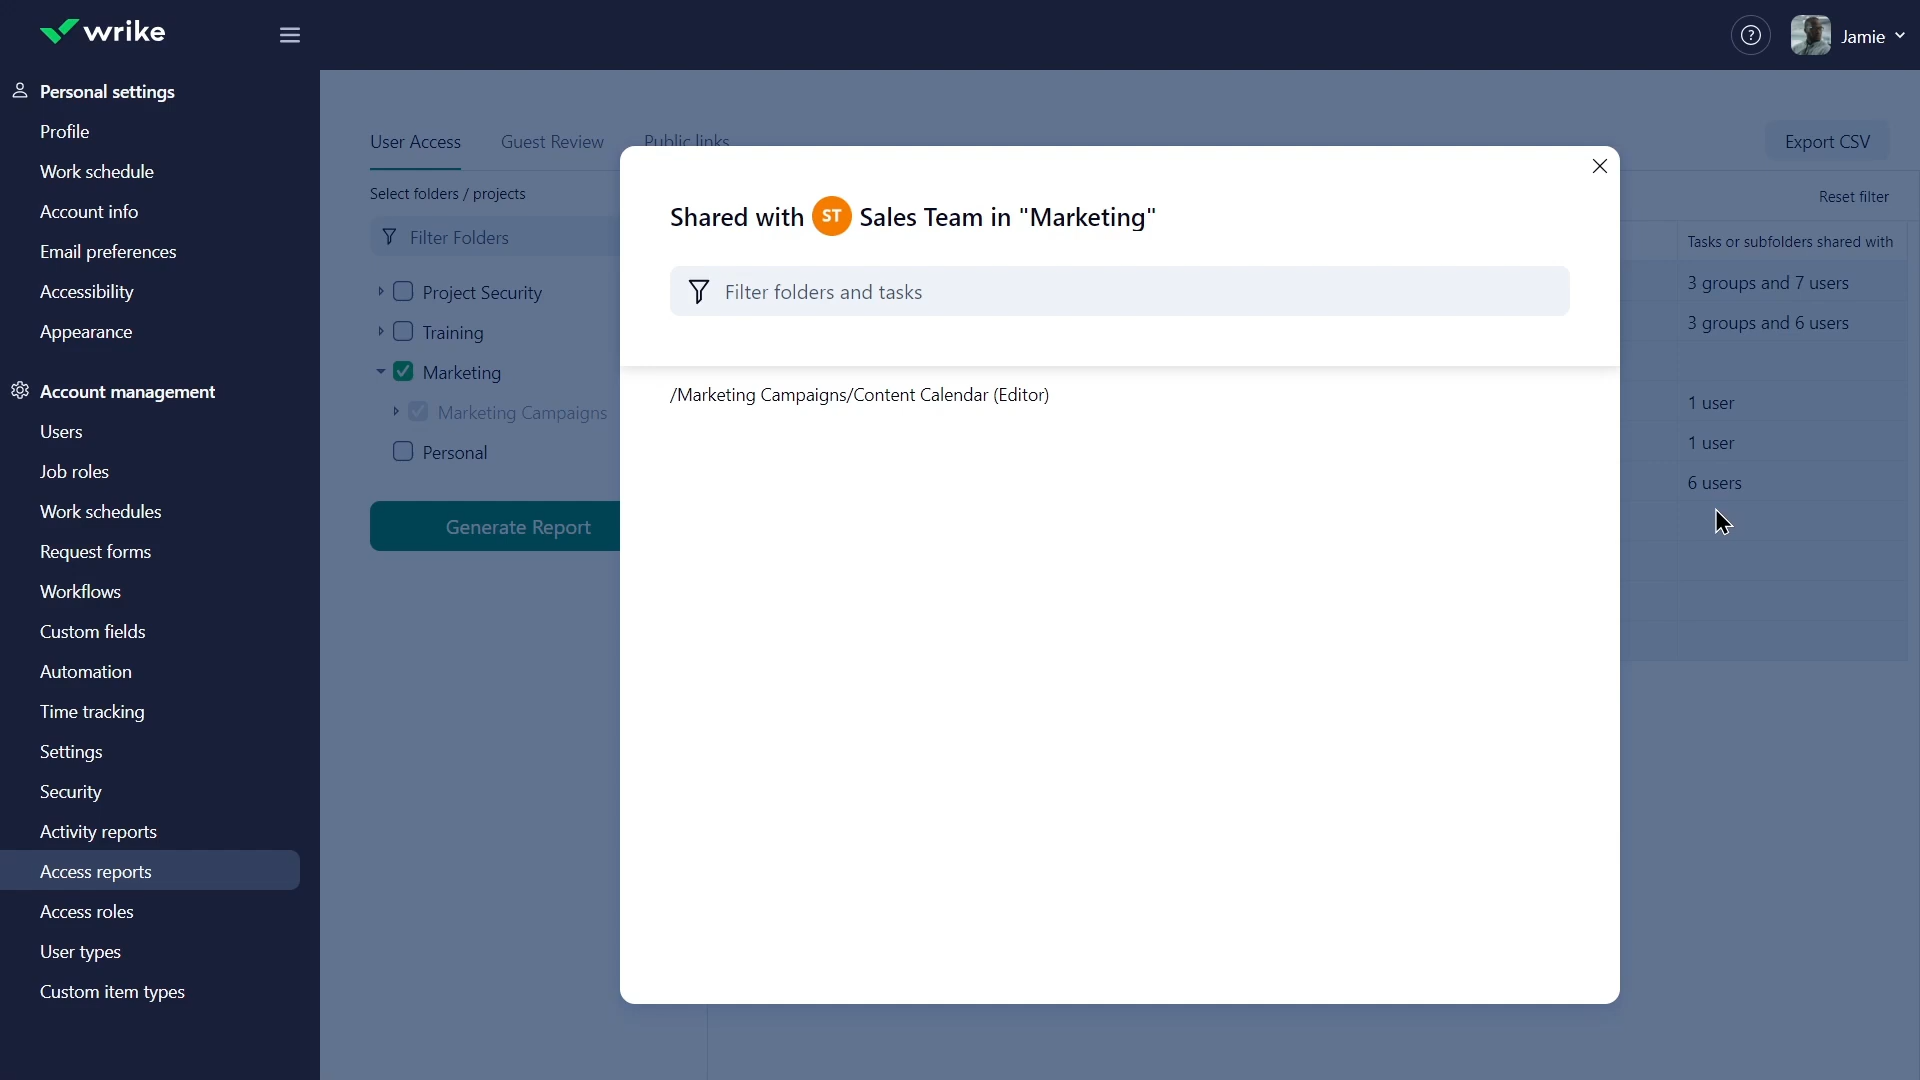 wrike
Jamie
Personal settings
Profile
Work schedule
Account info
Email preferences
Accessibility
Appearance
Account management
Users
Job roles
Work schedules
Request forms
Workflows
Custom fields
Automation
Time tracking
Settings
Security
Activity reports
Access reports
Access roles
User types
Custom item types
User Access
Guest Review
Public links
Export CSV
Select folders / projects
Reset filter
Filter Folders
Project Security
Training
Marketing
Marketing Campaigns
Personal
Generate Report
Shared with ST Sales Team in "Marketing"
Filter folders and tasks
/Marketing Campaigns/Content Calendar (Editor)
Tasks or subfolders shared with
3 groups and 7 users
3 groups and 6 users
1 user
1 user
6 users